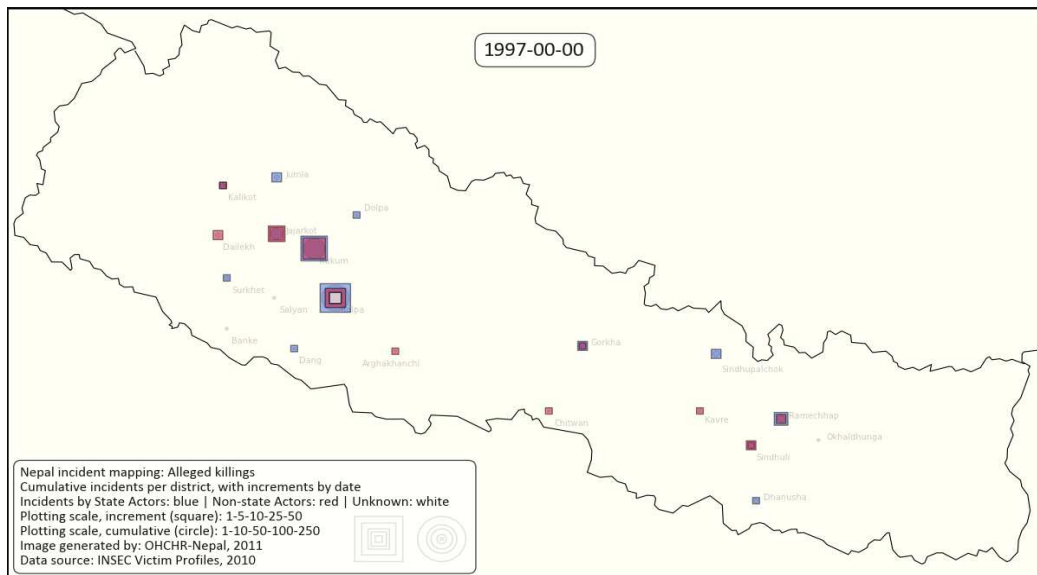 1997-00-00
Jumla
Kalikot
Dolpa
Jajarkot
Dailekh
Rukum
Surkhet
Salyan
Banke
Dang
Arghakhanchi
Gorkha
Sindhupalchok
Chitwan
Kavre
Ramechhap
Okhaldhunga
Sindhuli
Dhanusha
Nepal incident mapping: Alleged killings
Cumulative incidents per district, with increments by date
Incidents by State Actors: blue | Non-state Actors: red | Unknown: white
Plotting scale, increment (square): 1-5-10-25-50
Plotting scale, cumulative (circle): 1-10-50-100-250
Image generated by: OHCHR-Nepal, 2011
Data source: INSEC Victim Profiles, 2010